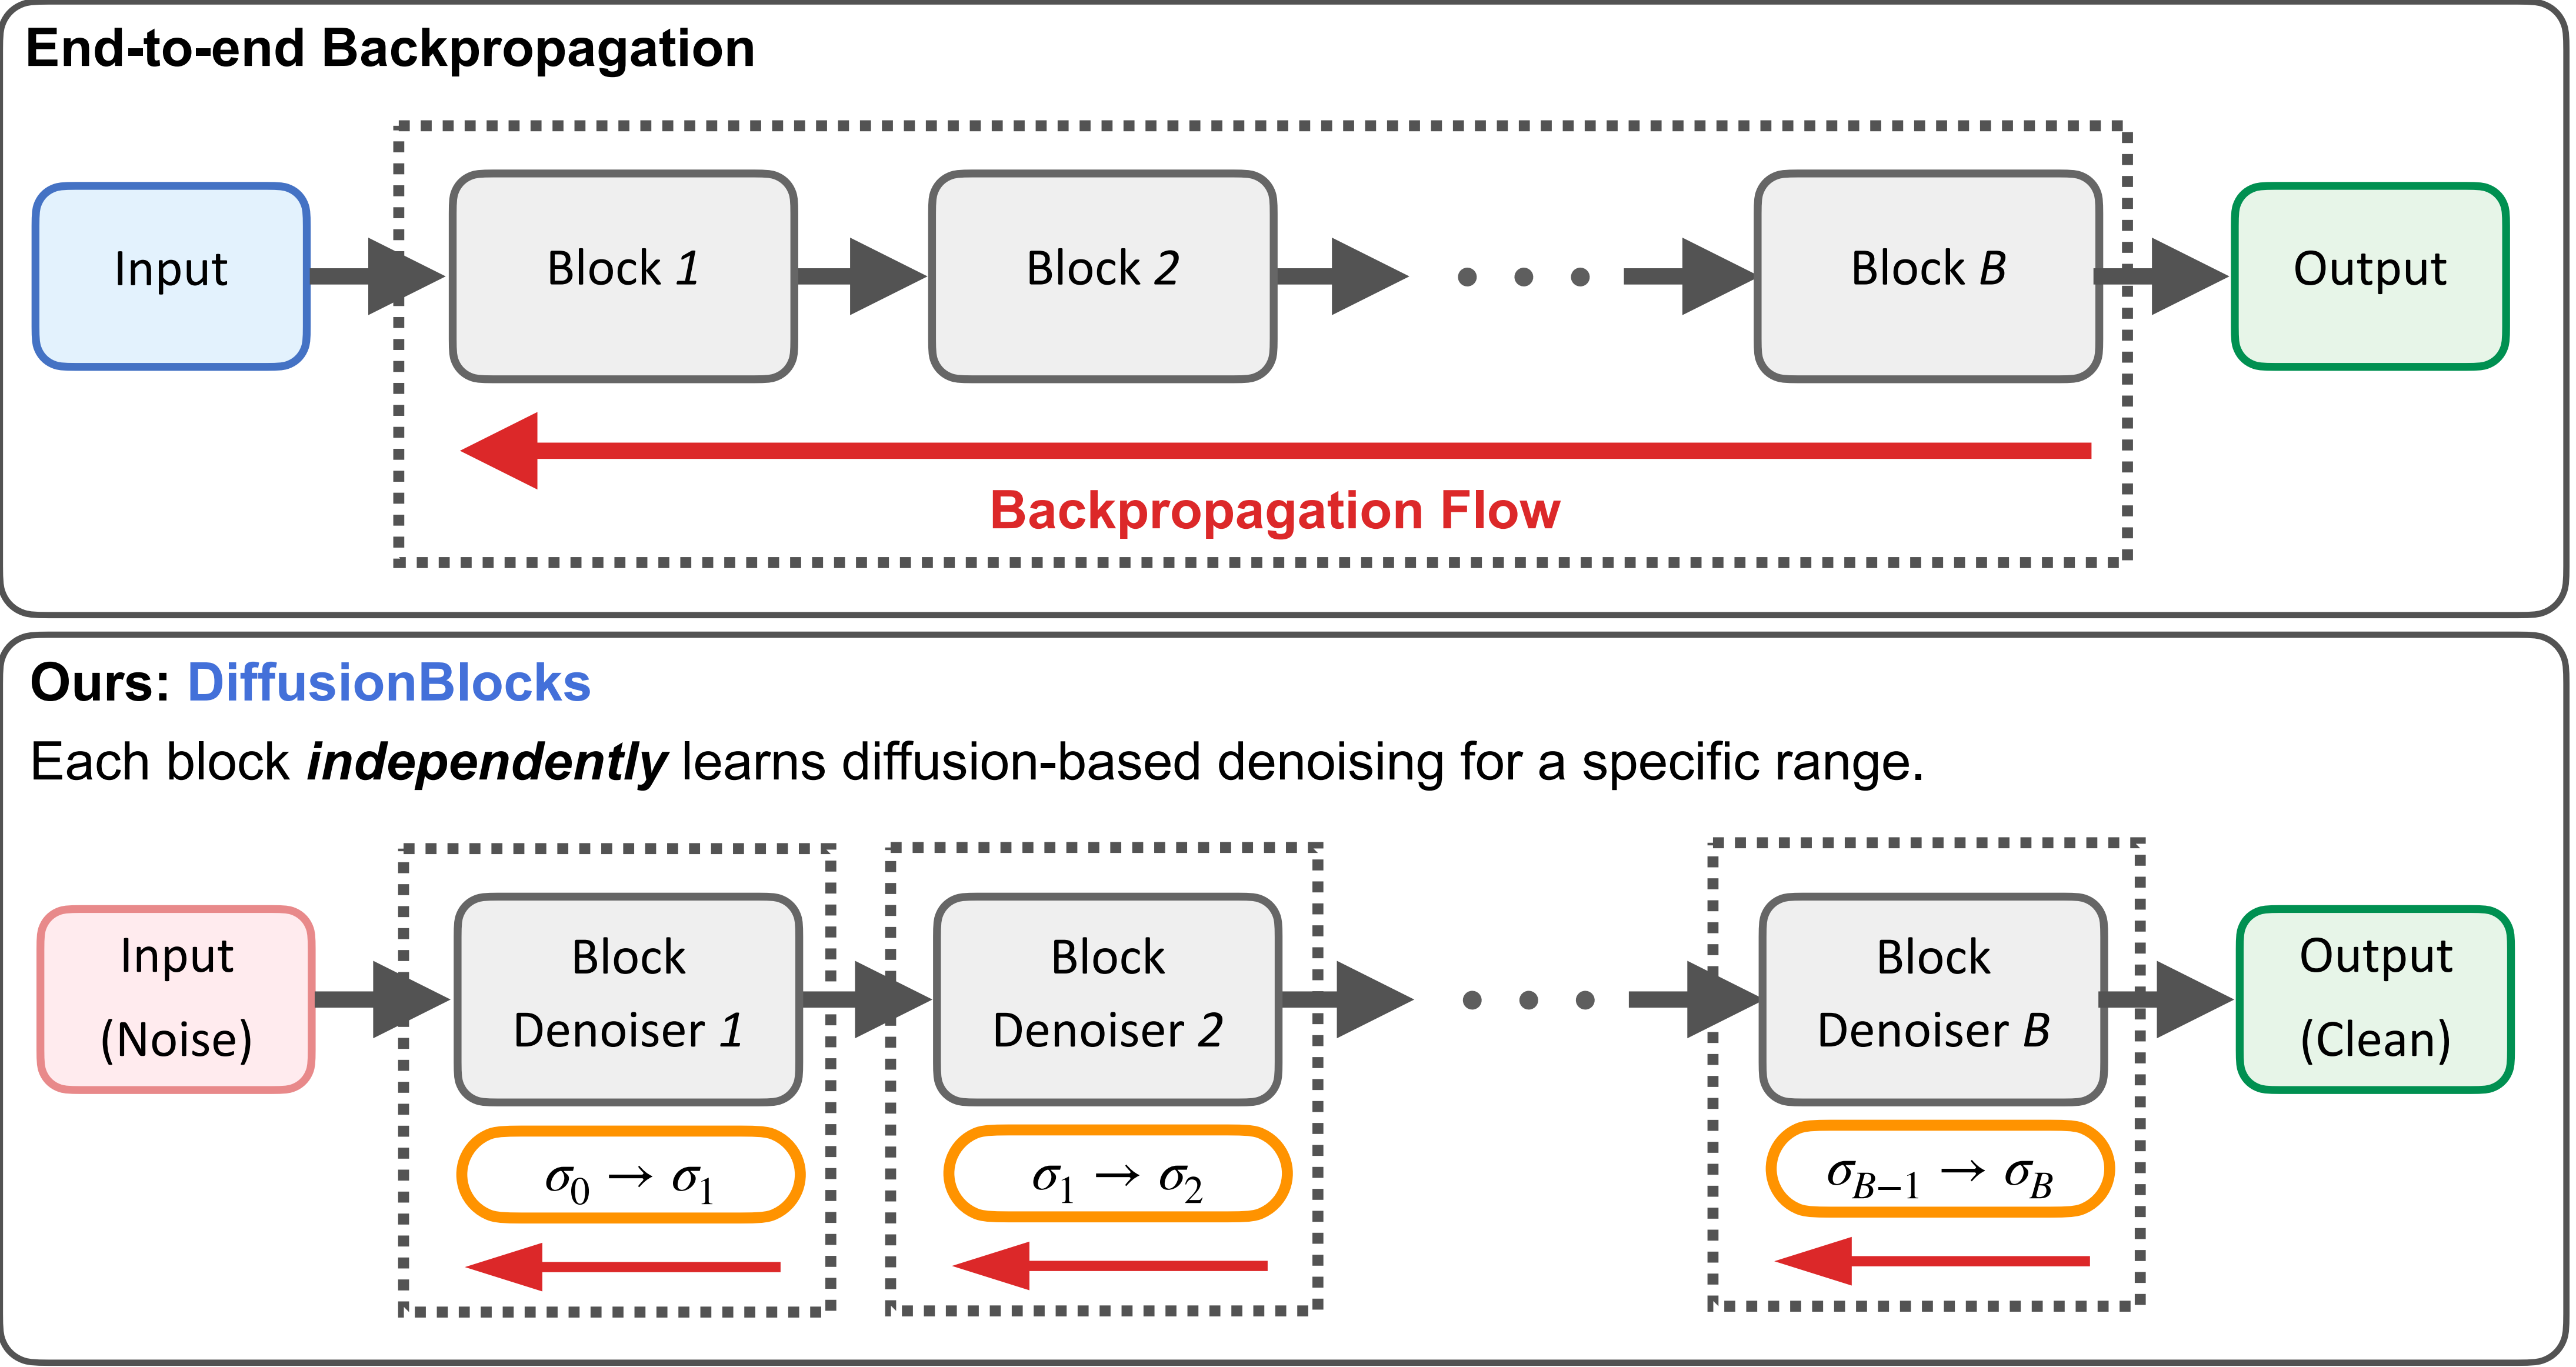 End-to-end Backpropagation
Input
Block 1
Block 2
Block B
Output
Backpropagation Flow
Ours: DiffusionBlocks
Each block independently learns diffusion-based denoising for a specific range.
Input
(Noise)
Block
Denoiser 1
Block
Denoiser 2
Block
Denoiser B
Output
(Clean)
σ₀ → σ₁
σ₁ → σ₂
σ_{B−1} → σ_B